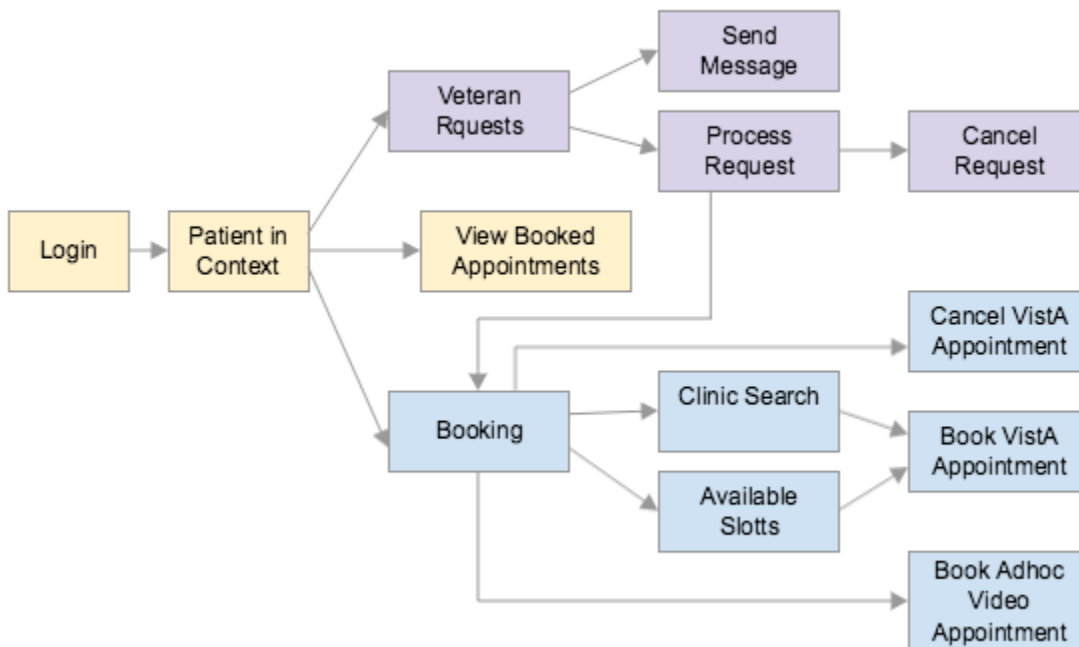 Send
Message
Veteran
Rquests
Process
Request
Cancel
Request
Login
Patient in
Context
View Booked
Appointments
Cancel VistA
Appointment
Clinic Search
Booking
Book VistA
Appointment
Available
Slotts
Book Adhoc
Video
Appointment